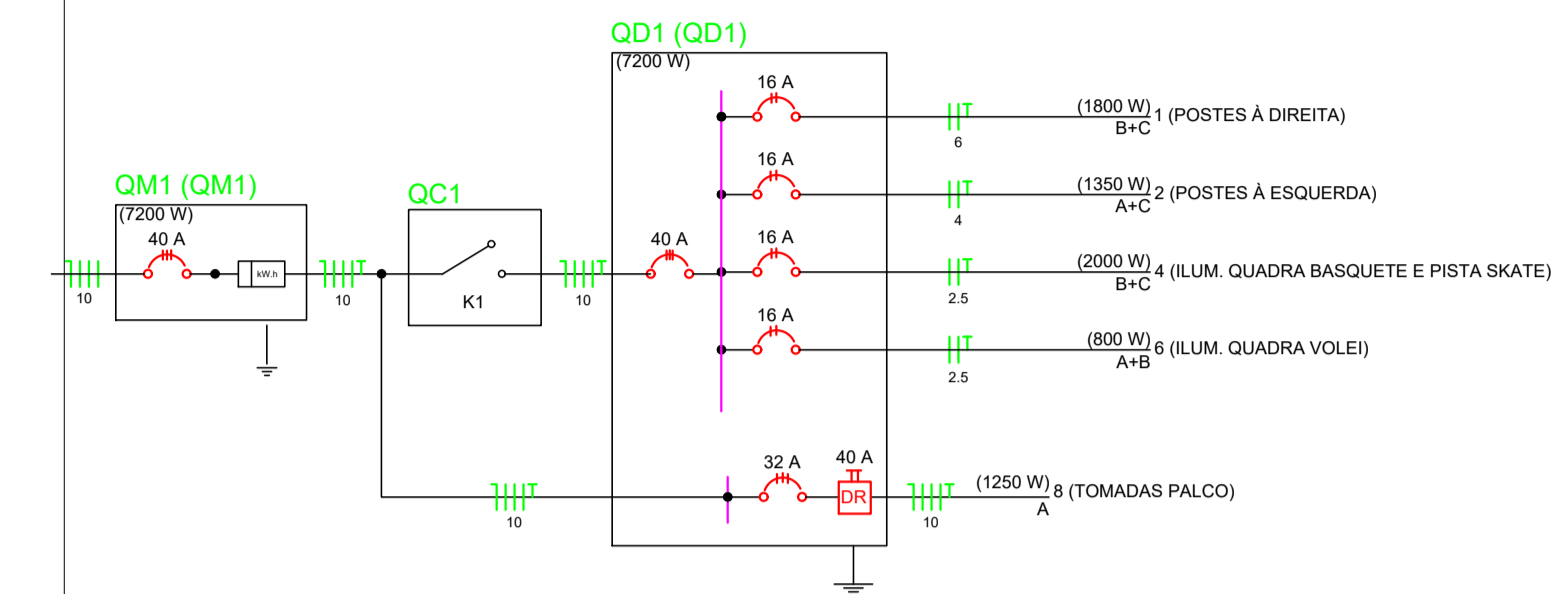 QD1 (QD1)
(7200 W)
16 A
(1800 W) 1 (POSTES À DIREITA)
B+C
6
16 A
(1350 W) 2 (POSTES À ESQUERDA)
A+C
4
QM1 (QM1)
(7200 W)
40 A
kW.h
10
10
QC1
K1
10
40 A
16 A
(2000 W) 4 (ILUM. QUADRA BASQUETE E PISTA SKATE)
B+C
2.5
16 A
(800 W) 6 (ILUM. QUADRA VOLEI)
A+B
2.5
10
32 A
40 A
DR
10
(1250 W) 8 (TOMADAS PALCO)
A